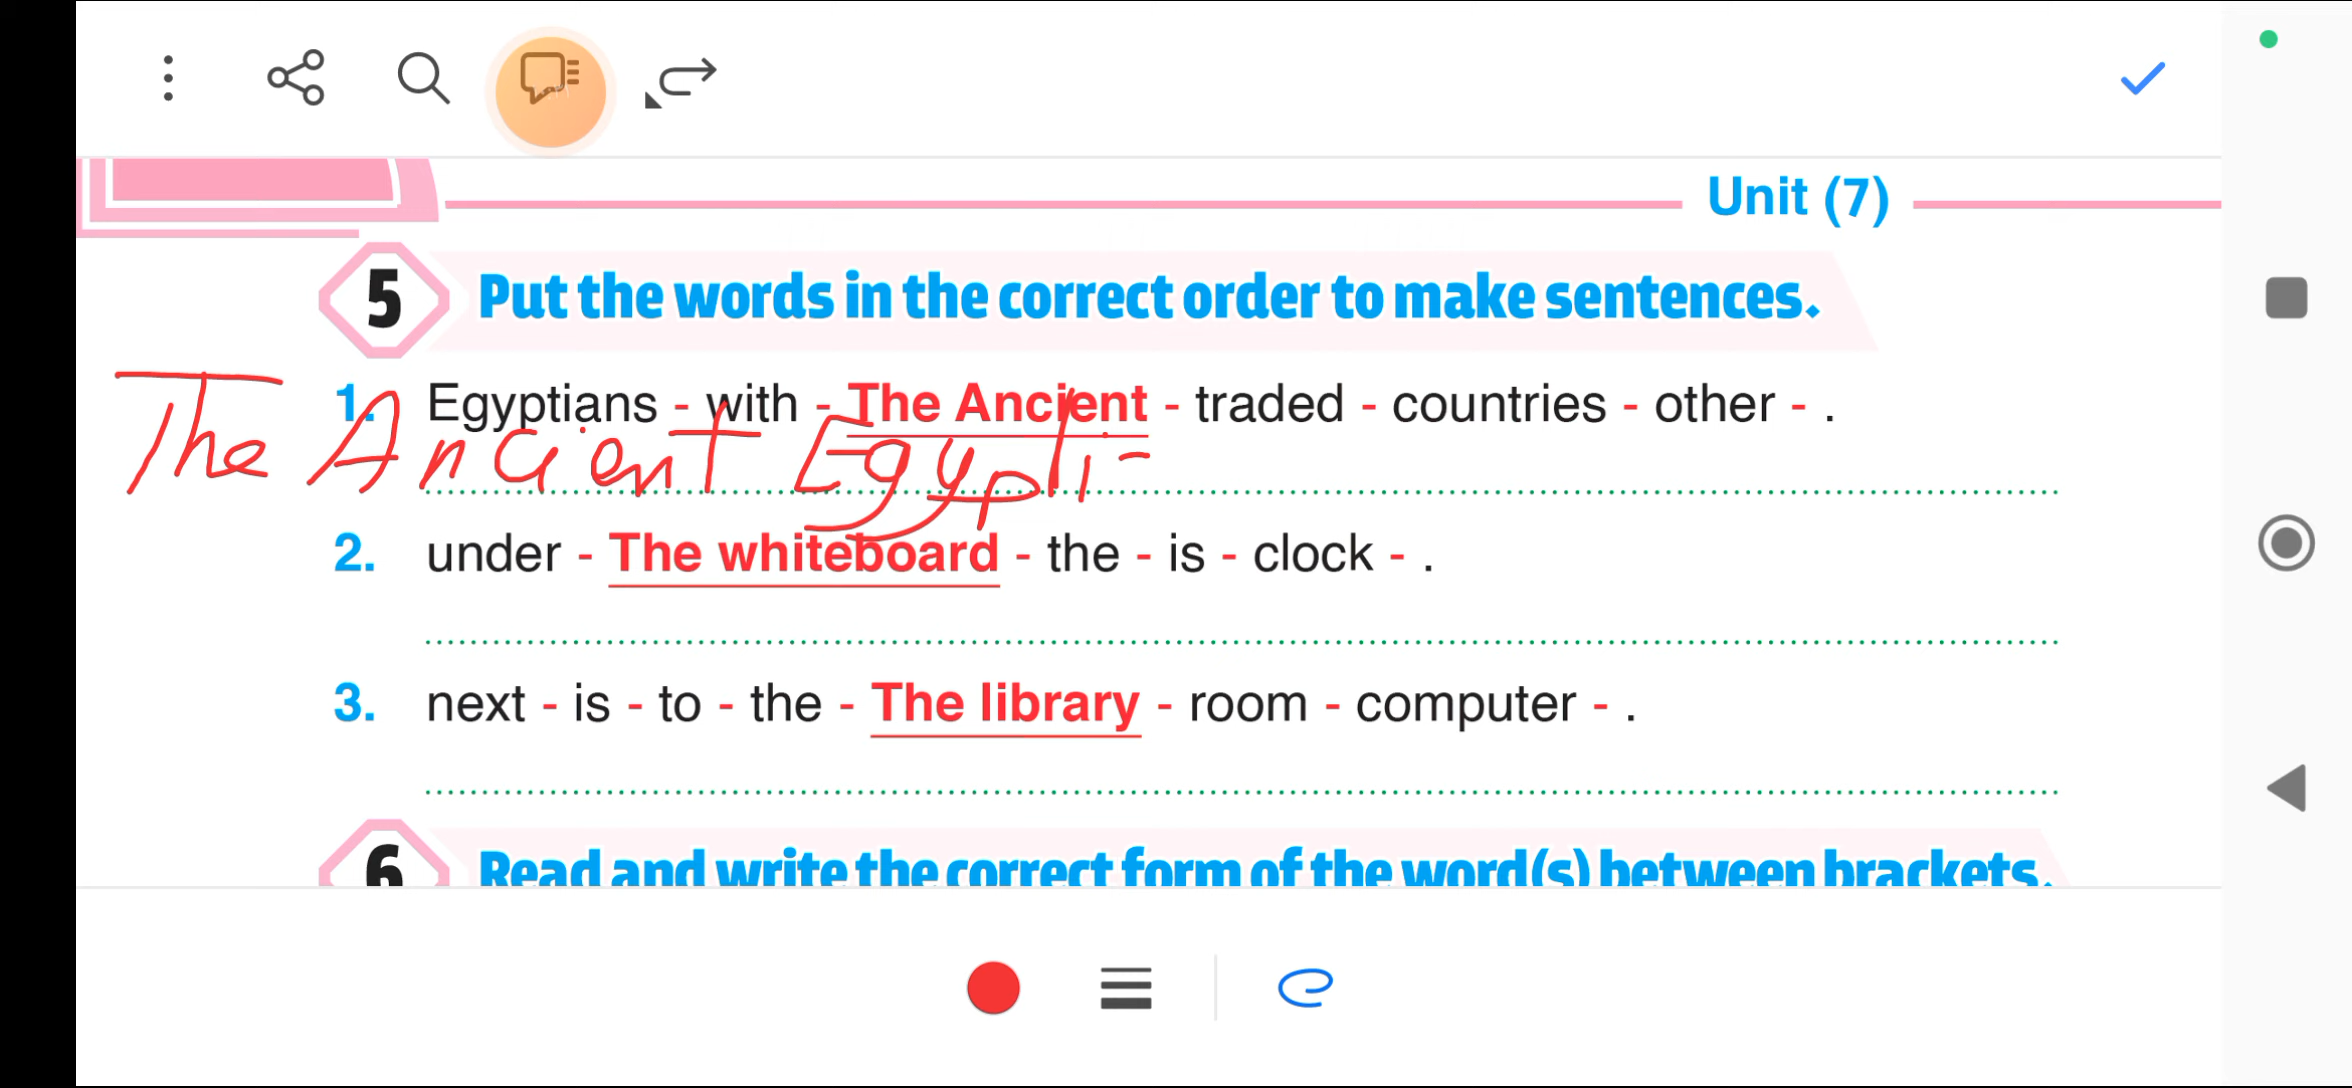 Unit (7)
5 Put the words in the correct order to make sentences.
1. Egyptians - with - The Ancient - traded - countries - other - .
The Ancient Egypti
2. under - The whiteboard - the - is - clock - .
3. next - is - to - the - The library - room - computer - .
6 Read and write the correct form of the word(s) between brackets.